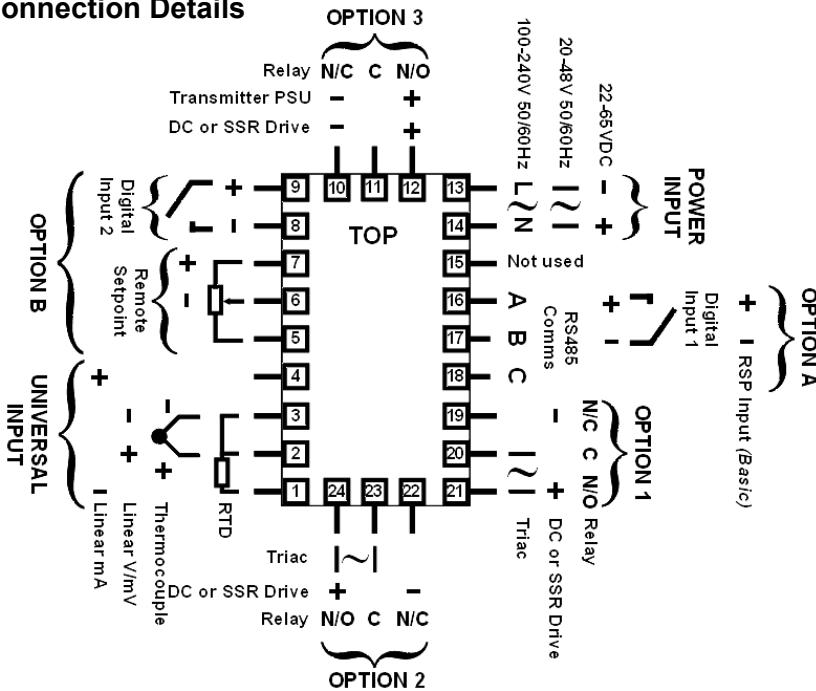 onnection Details
OPTION 3
Relay N/C C N/O
Transmitter PSU - +
DC or SSR Drive - +
100-240V 50/60Hz
20-48V 50/60Hz
22-65VDC
POWER
INPUT
L - 
N +
9 10 11 12 13
8 14
TOP
7 15 Not used
6 16 A
5 17 B
4 18 C
3 19
2 20
1 24 23 22 21
OPTION B
Digital
Input 2
+
-
Remote
Setpoint
+
-
UNIVERSAL
INPUT
+
-
Linear mA
-
+
Linear V/mV
-
+
Thermocouple
RTD
RS485
Comms
+
-
Digital
Input 1
+
-
RSP Input (Basic)
OPTION A
OPTION 1
N/C C N/O Relay
- + DC or SSR Drive
Triac
Triac
DC or SSR Drive + -
Relay N/O C N/C
OPTION 2